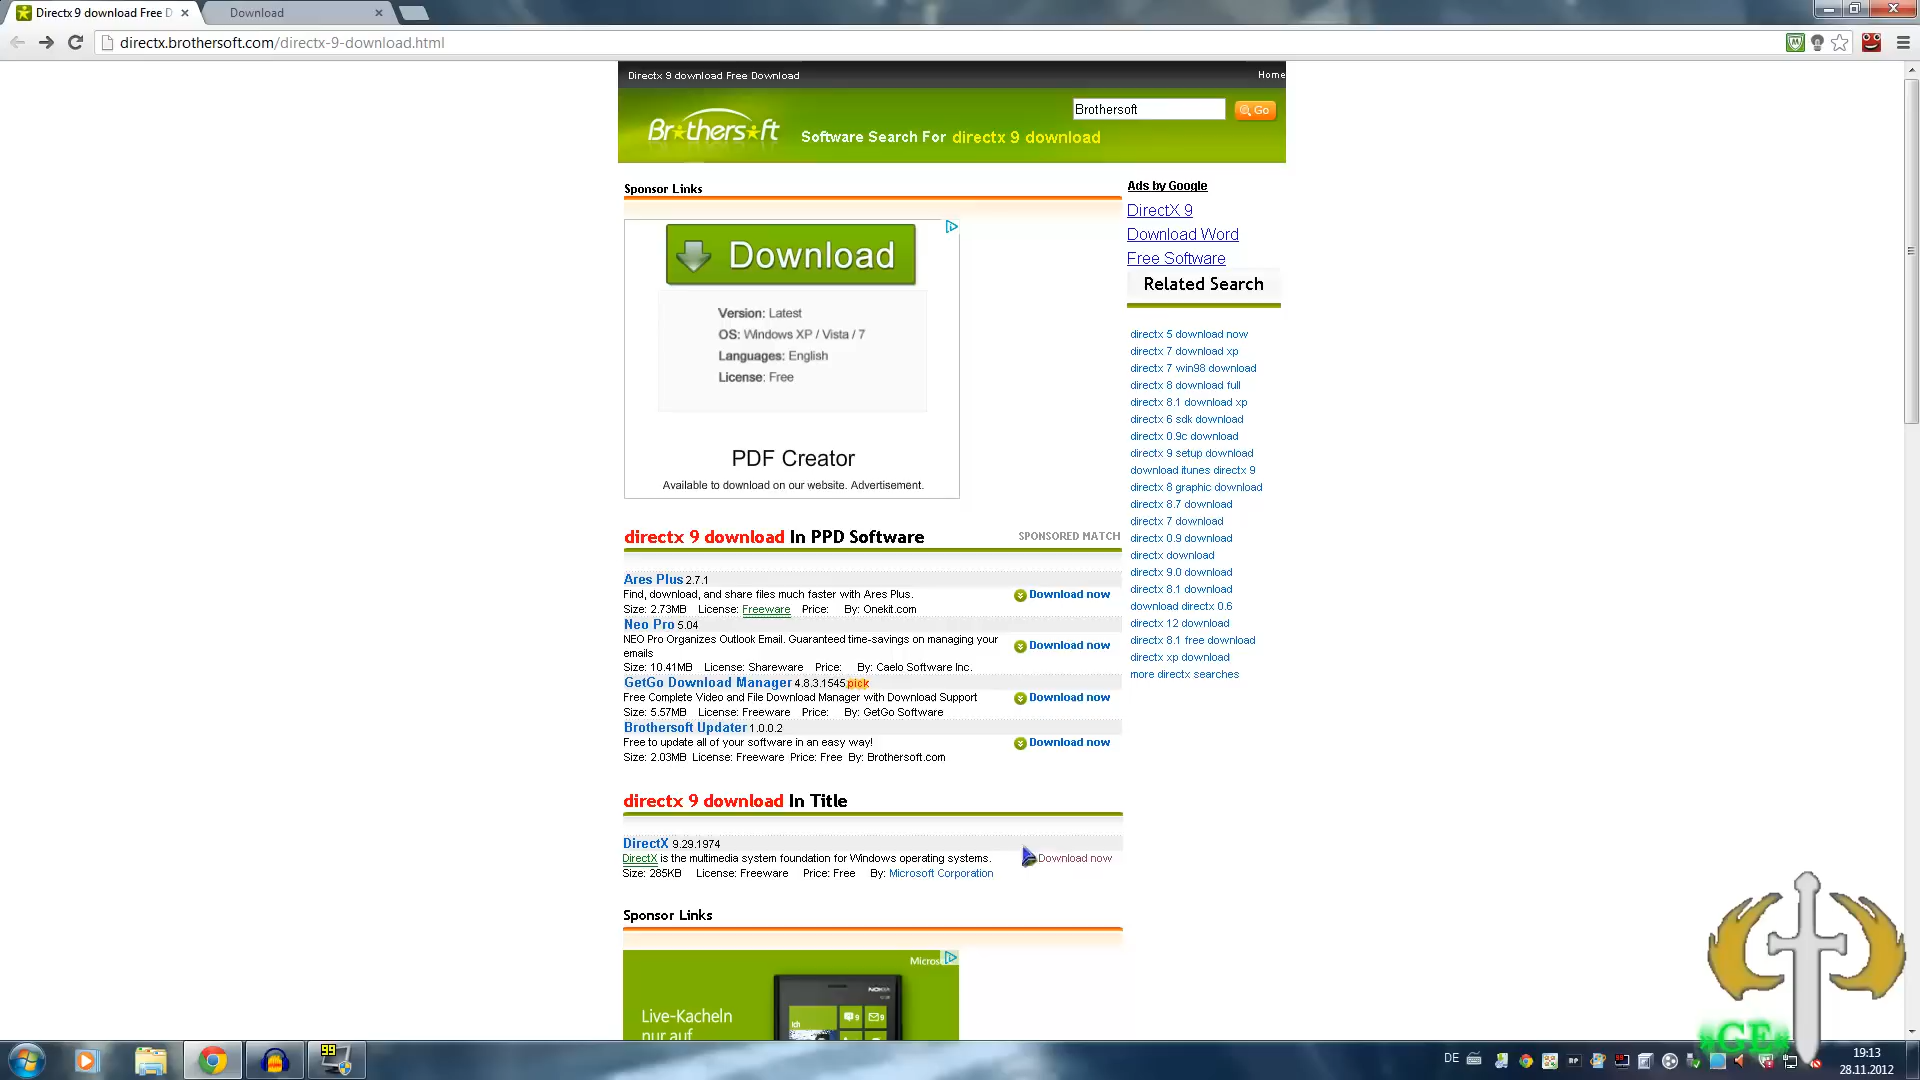 Directx 9 download Free D
Download
directx.brothersoft.com/directx-9-download.html
Directx 9 download Free Download
Home
Brothersoft
Software Search For directx 9 download
Brothersoft
Go
Sponsor Links
Download
Version: Latest
OS: Windows XP / Vista / 7
Languages: English
License: Free
PDF Creator
Available to download on our website. Advertisement.
directx 9 download In PPD Software
SPONSORED MATCH
Ares Plus 2.7.1
Find, download, and share files much faster with Ares Plus.
Download now
Size: 2.73MB License: Freeware Price: By: Onekit.com
Neo Pro 5.04
NEO Pro Organizes Outlook Email. Guaranteed time-savings on managing your
emails
Download now
Size: 10.41MB License: Shareware Price: By: Caelo Software Inc.
GetGo Download Manager 4.8.3.1545 pick
Free Complete Video and File Download Manager with Download Support
Download now
Size: 5.57MB License: Freeware Price: By: GetGo Software
Brothersoft Updater 1.0.0.2
Free to update all of your software in an easy way!
Download now
Size: 2.03MB License: Freeware Price: Free By: Brothersoft.com
directx 9 download In Title
DirectX 9.29.1974
DirectX is the multimedia system foundation for Windows operating systems.
Download now
Size: 285KB License: Freeware Price: Free By: Microsoft Corporation
Sponsor Links
Micros
NOKIA
Live-Kacheln
nur auf
Ich
9
9
Ads by Google
DirectX 9
Download Word
Free Software
Related Search
directx 5 download now
directx 7 download xp
directx 7 win98 download
directx 8 download full
directx 8.1 download xp
directx 6 sdk download
directx 0.9c download
directx 9 setup download
download itunes directx 9
directx 8 graphic download
directx 8.7 download
directx 7 download
directx 0.9 download
directx download
directx 9.0 download
directx 8.1 download
download directx 0.6
directx 12 download
directx 8.1 free download
directx xp download
more directx searches
*GE*
99
DE
19:13
28.11.2012